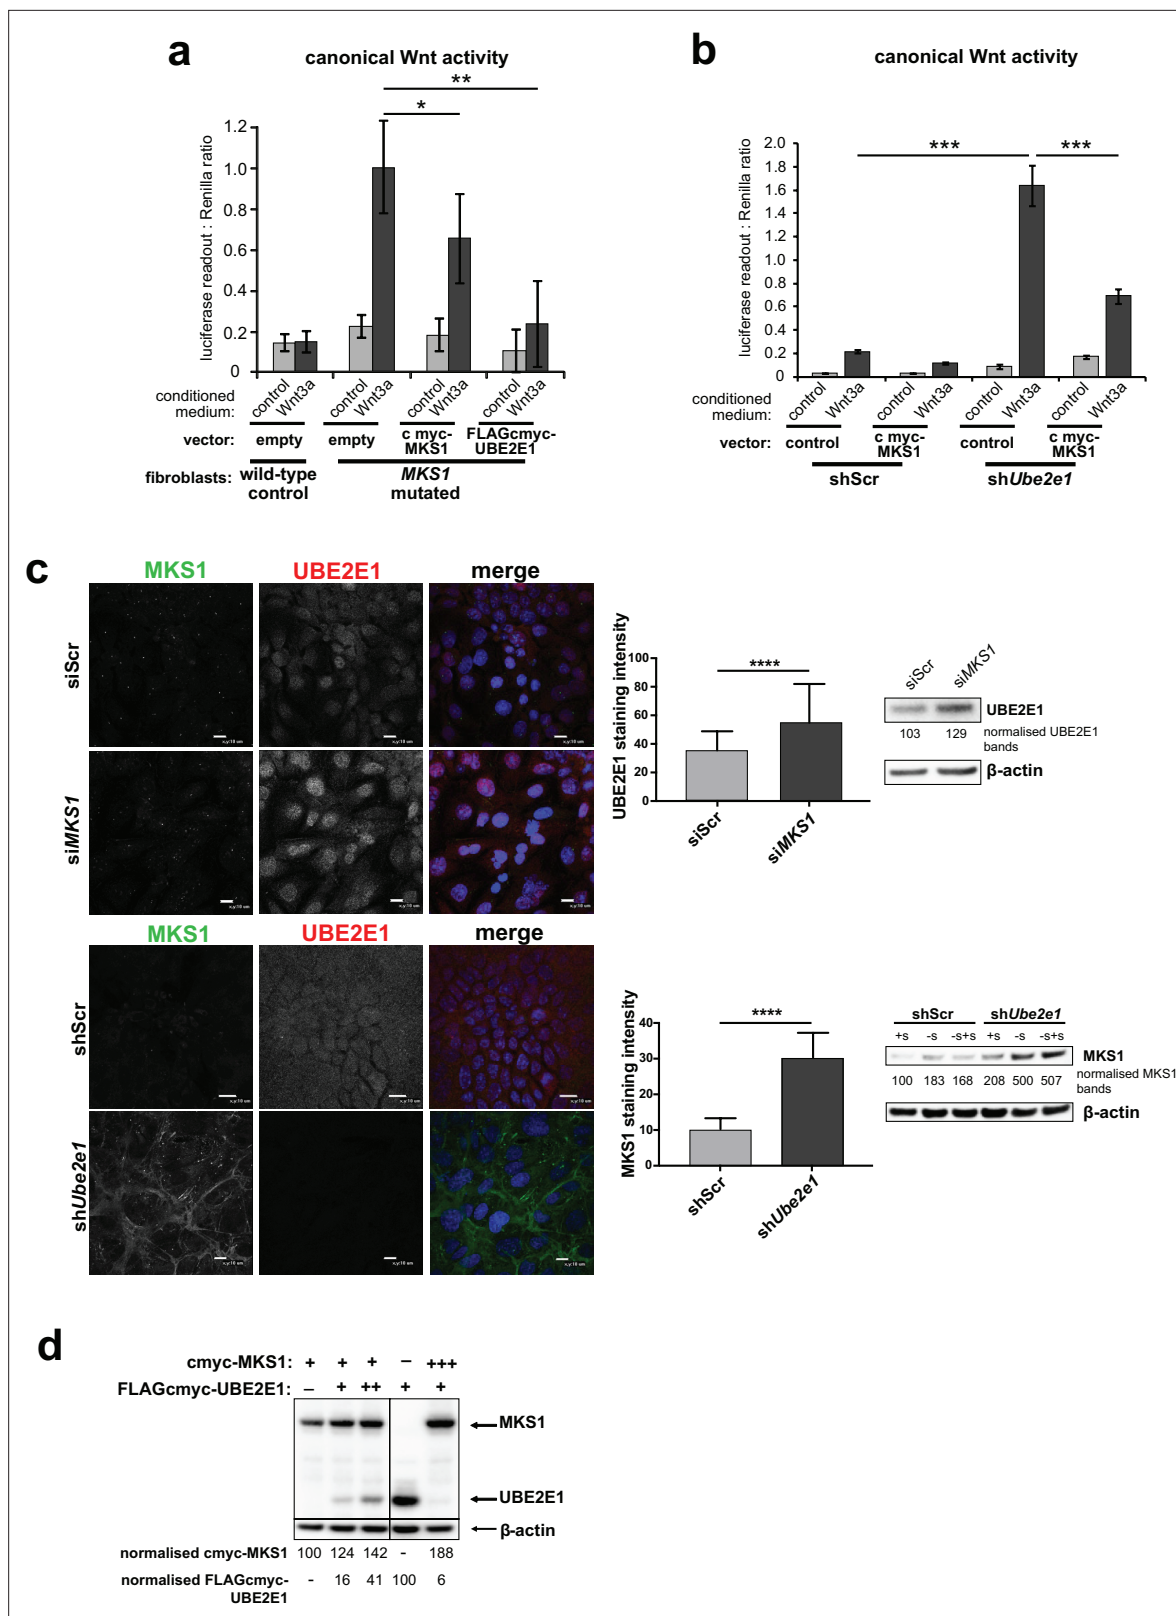 a
canonical Wnt activity
**
*
luciferase readout : Renilla ratio
1.2
1.0
0.8
0.6
0.4
0.2
0
conditioned medium:
control Wnt3a control Wnt3a control Wnt3a control Wnt3a
vector: empty empty c myc-MKS1 FLAGcmyc-UBE2E1
fibroblasts: wild-type control MKS1 mutated
b
canonical Wnt activity
*** ***
luciferase readout : Renilla ratio
2.0
1.8
1.6
1.4
1.2
1.0
0.8
0.6
0.4
0.2
0
conditioned medium:
control Wnt3a control Wnt3a control Wnt3a control Wnt3a
vector: control c myc-MKS1 control c myc-MKS1
shScr shUbe2e1
c
MKS1 UBE2E1 merge
siScr
x,y:10 um
siMKS1
x,y:10 um
MKS1 UBE2E1 merge
shScr
shUbe2e1
x,y:10 um
UBE2E1 staining intensity
100
80
60
40
20
0
****
siScr siMKS1
siScr siMKS1
UBE2E1
103 129 normalised UBE2E1 bands
β-actin
MKS1 staining intensity
40
30
20
10
0
****
shScr shUbe2e1
shScr shUbe2e1
+s -s -s+s +s -s -s+s
MKS1
100 183 168 208 500 507 normalised MKS1 bands
β-actin
d
cmyc-MKS1: + + + – +++
FLAGcmyc-UBE2E1: – + ++ + +
MKS1
UBE2E1
β-actin
normalised cmyc-MKS1 100 124 142 - 188
normalised FLAGcmyc-UBE2E1 - 16 41 100 6